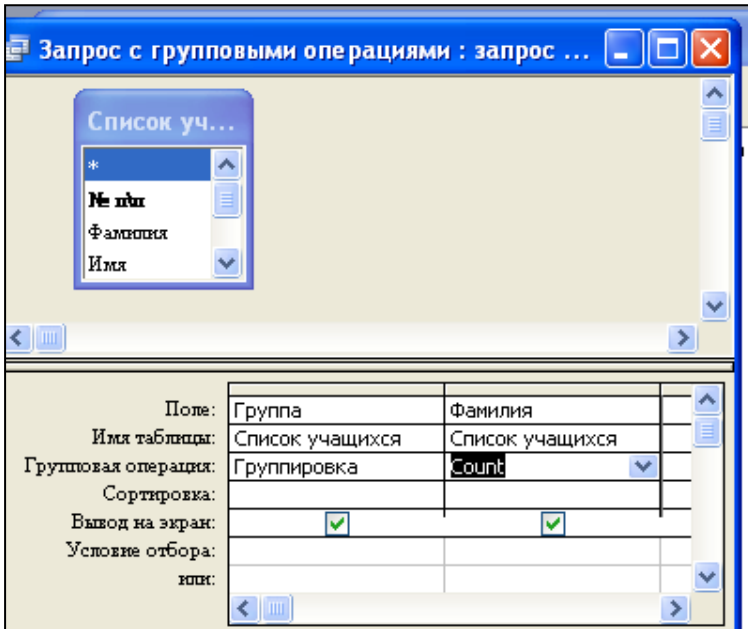 Запрос с групповыми операциями : запрос ...
Список уч...
*
№ п\п
Фамилия
Имя
Поле: Группа Фамилия
Имя таблицы: Список учащихся Список учащихся
Групповая операция: Группировка Count
Сортировка:
Вывод на экран:
Условие отбора:
или: